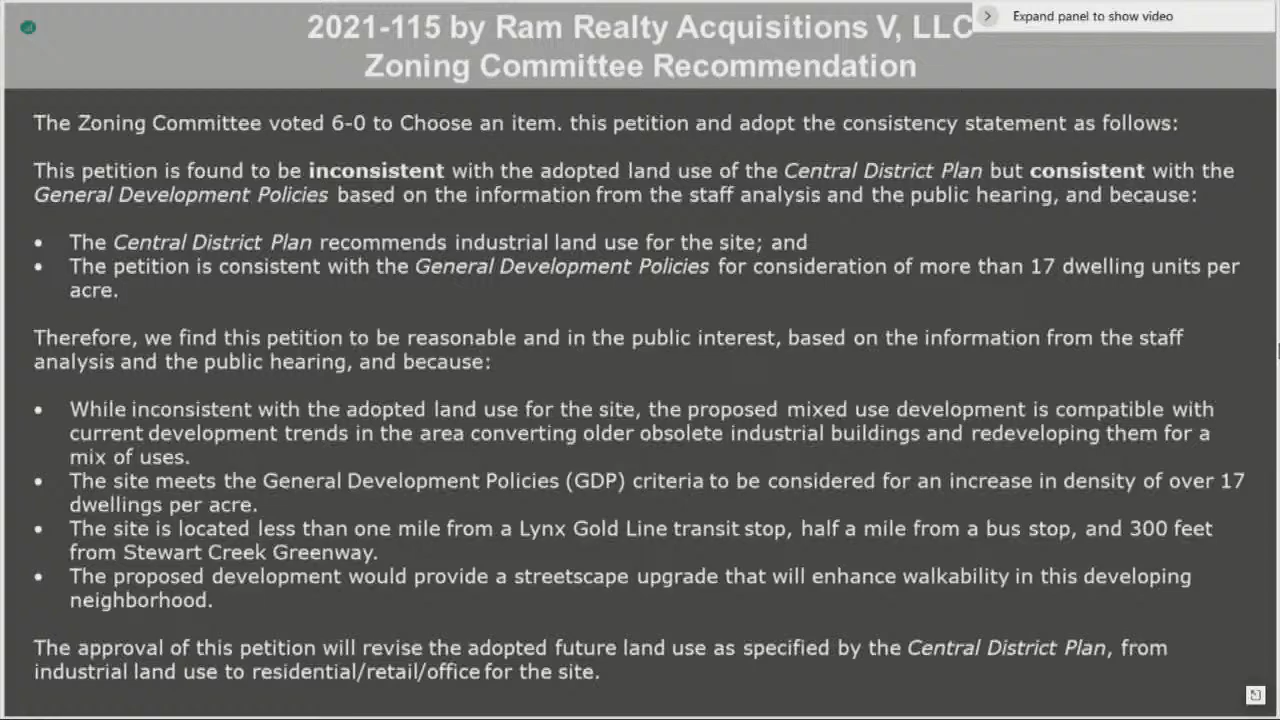 2021-115 by Ram Realty Acquisitions V, LLC
Expand panel to show video
Zoning Committee Recommendation
The Zoning Committee voted 6-0 to Choose an item. this petition and adopt the consistency statement as follows:
This petition is found to be inconsistent with the adopted land use of the Central District Plan but consistent with the
General Development Policies based on the information from the staff analysis and the public hearing, and because:
• The Central District Plan recommends industrial land use for the site; and
• The petition is consistent with the General Development Policies for consideration of more than 17 dwelling units per
acre.
Therefore, we find this petition to be reasonable and in the public interest, based on the information from the staff
analysis and the public hearing, and because:
• While inconsistent with the adopted land use for the site, the proposed mixed use development is compatible with
current development trends in the area converting older obsolete industrial buildings and redeveloping them for a
mix of uses.
• The site meets the General Development Policies (GDP) criteria to be considered for an increase in density of over 17
dwellings per acre.
• The site is located less than one mile from a Lynx Gold Line transit stop, half a mile from a bus stop, and 300 feet
from Stewart Creek Greenway.
• The proposed development would provide a streetscape upgrade that will enhance walkability in this developing
neighborhood.
The approval of this petition will revise the adopted future land use as specified by the Central District Plan, from
industrial land use to residential/retail/office for the site.